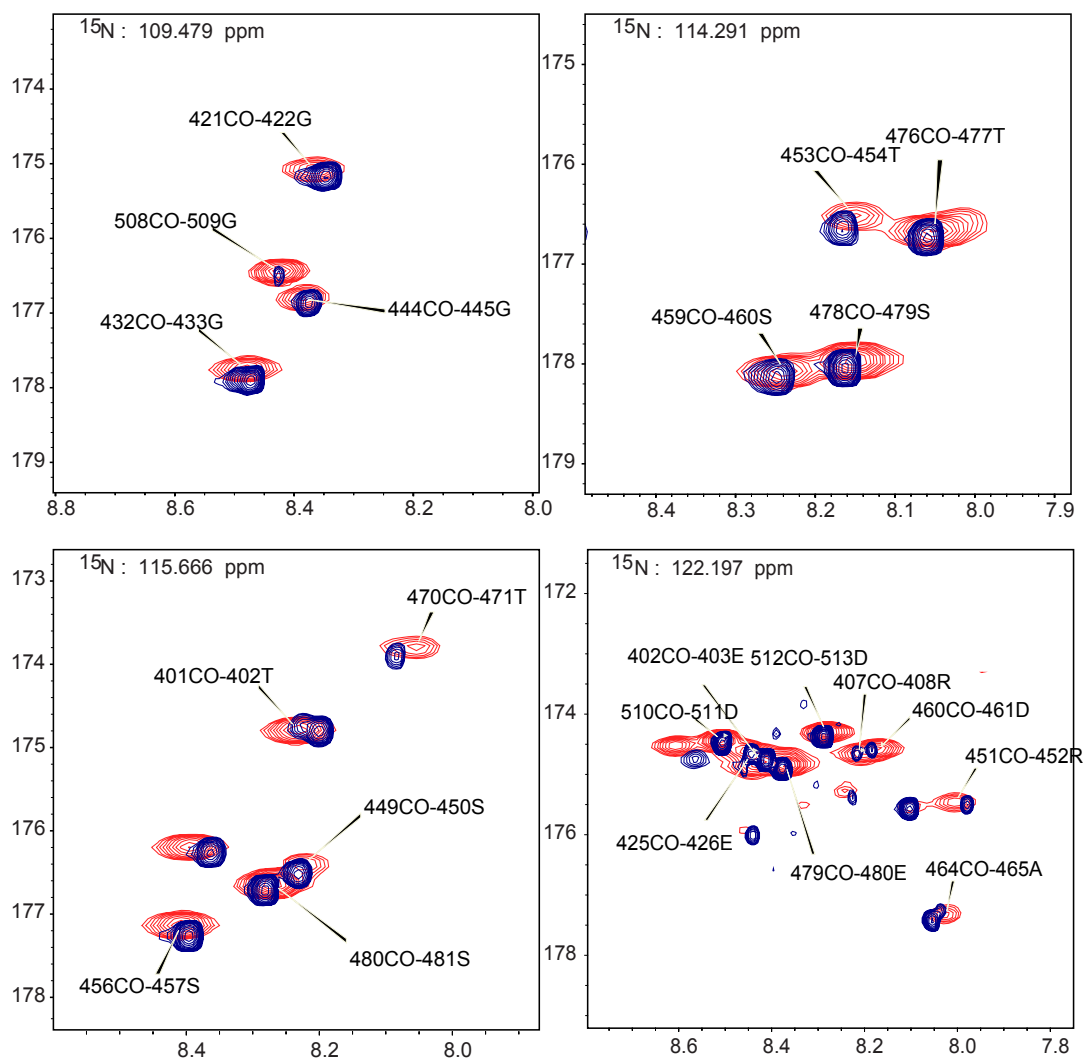 15N : 109.479 ppm
174
175
176
177
178
179
421CO-422G
508CO-509G
444CO-445G
432CO-433G
8.8
8.6
8.4
8.2
8.0
15N : 114.291 ppm
175
176
177
178
179
476CO-477T
453CO-454T
459CO-460S
478CO-479S
8.4
8.3
8.2
8.1
8.0
7.9
15N : 115.666 ppm
173
174
175
176
177
178
470CO-471T
401CO-402T
449CO-450S
480CO-481S
456CO-457S
8.4
8.2
8.0
15N : 122.197 ppm
172
174
176
178
402CO-403E
512CO-513D
407CO-408R
510CO-511D
460CO-461D
451CO-452R
425CO-426E
479CO-480E
464CO-465A
8.6
8.4
8.2
8.0
7.8